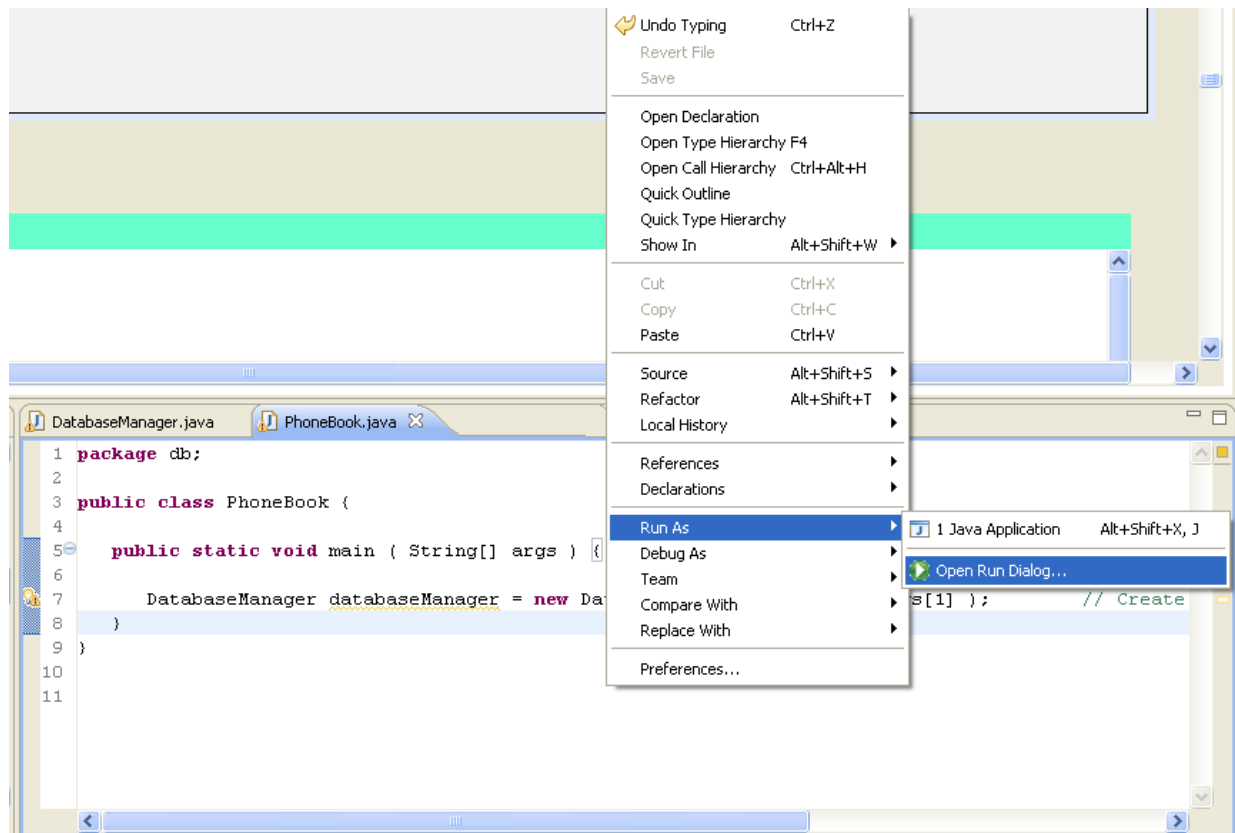 Undo Typing Ctrl+Z
Revert File
Save
Open Declaration
Open Type Hierarchy F4
Open Call Hierarchy Ctrl+Alt+H
Quick Outline
Quick Type Hierarchy
Show In Alt+Shift+W
Cut Ctrl+X
Copy Ctrl+C
Paste Ctrl+V
Source Alt+Shift+S
Refactor Alt+Shift+T
Local History
References
Declarations
Run As
Debug As
Team
Compare With
Replace With
Preferences...
1 Java Application Alt+Shift+X, J
Open Run Dialog...
DatabaseManager.java PhoneBook.java
1 package db;
2
3 public class PhoneBook {
4
5 public static void main ( String[] args ) {
6
7 DatabaseManager databaseManager = new Da s[1] ); // Create
8 }
9 }
10
11